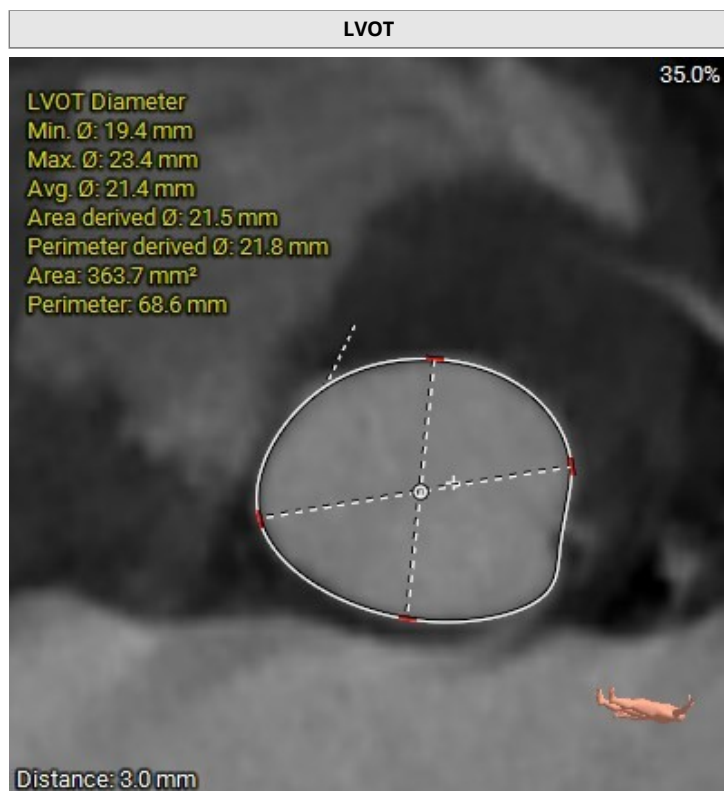 LVOT
35.0%
LVOT Diameter
Min. Ø: 19.4 mm
Max. Ø: 23.4 mm
Avg. Ø: 21.4 mm
Area derived Ø: 21.5 mm
Perimeter derived Ø: 21.8 mm
Area: 363.7 mm²
Perimeter: 68.6 mm
Distance: 3.0 mm